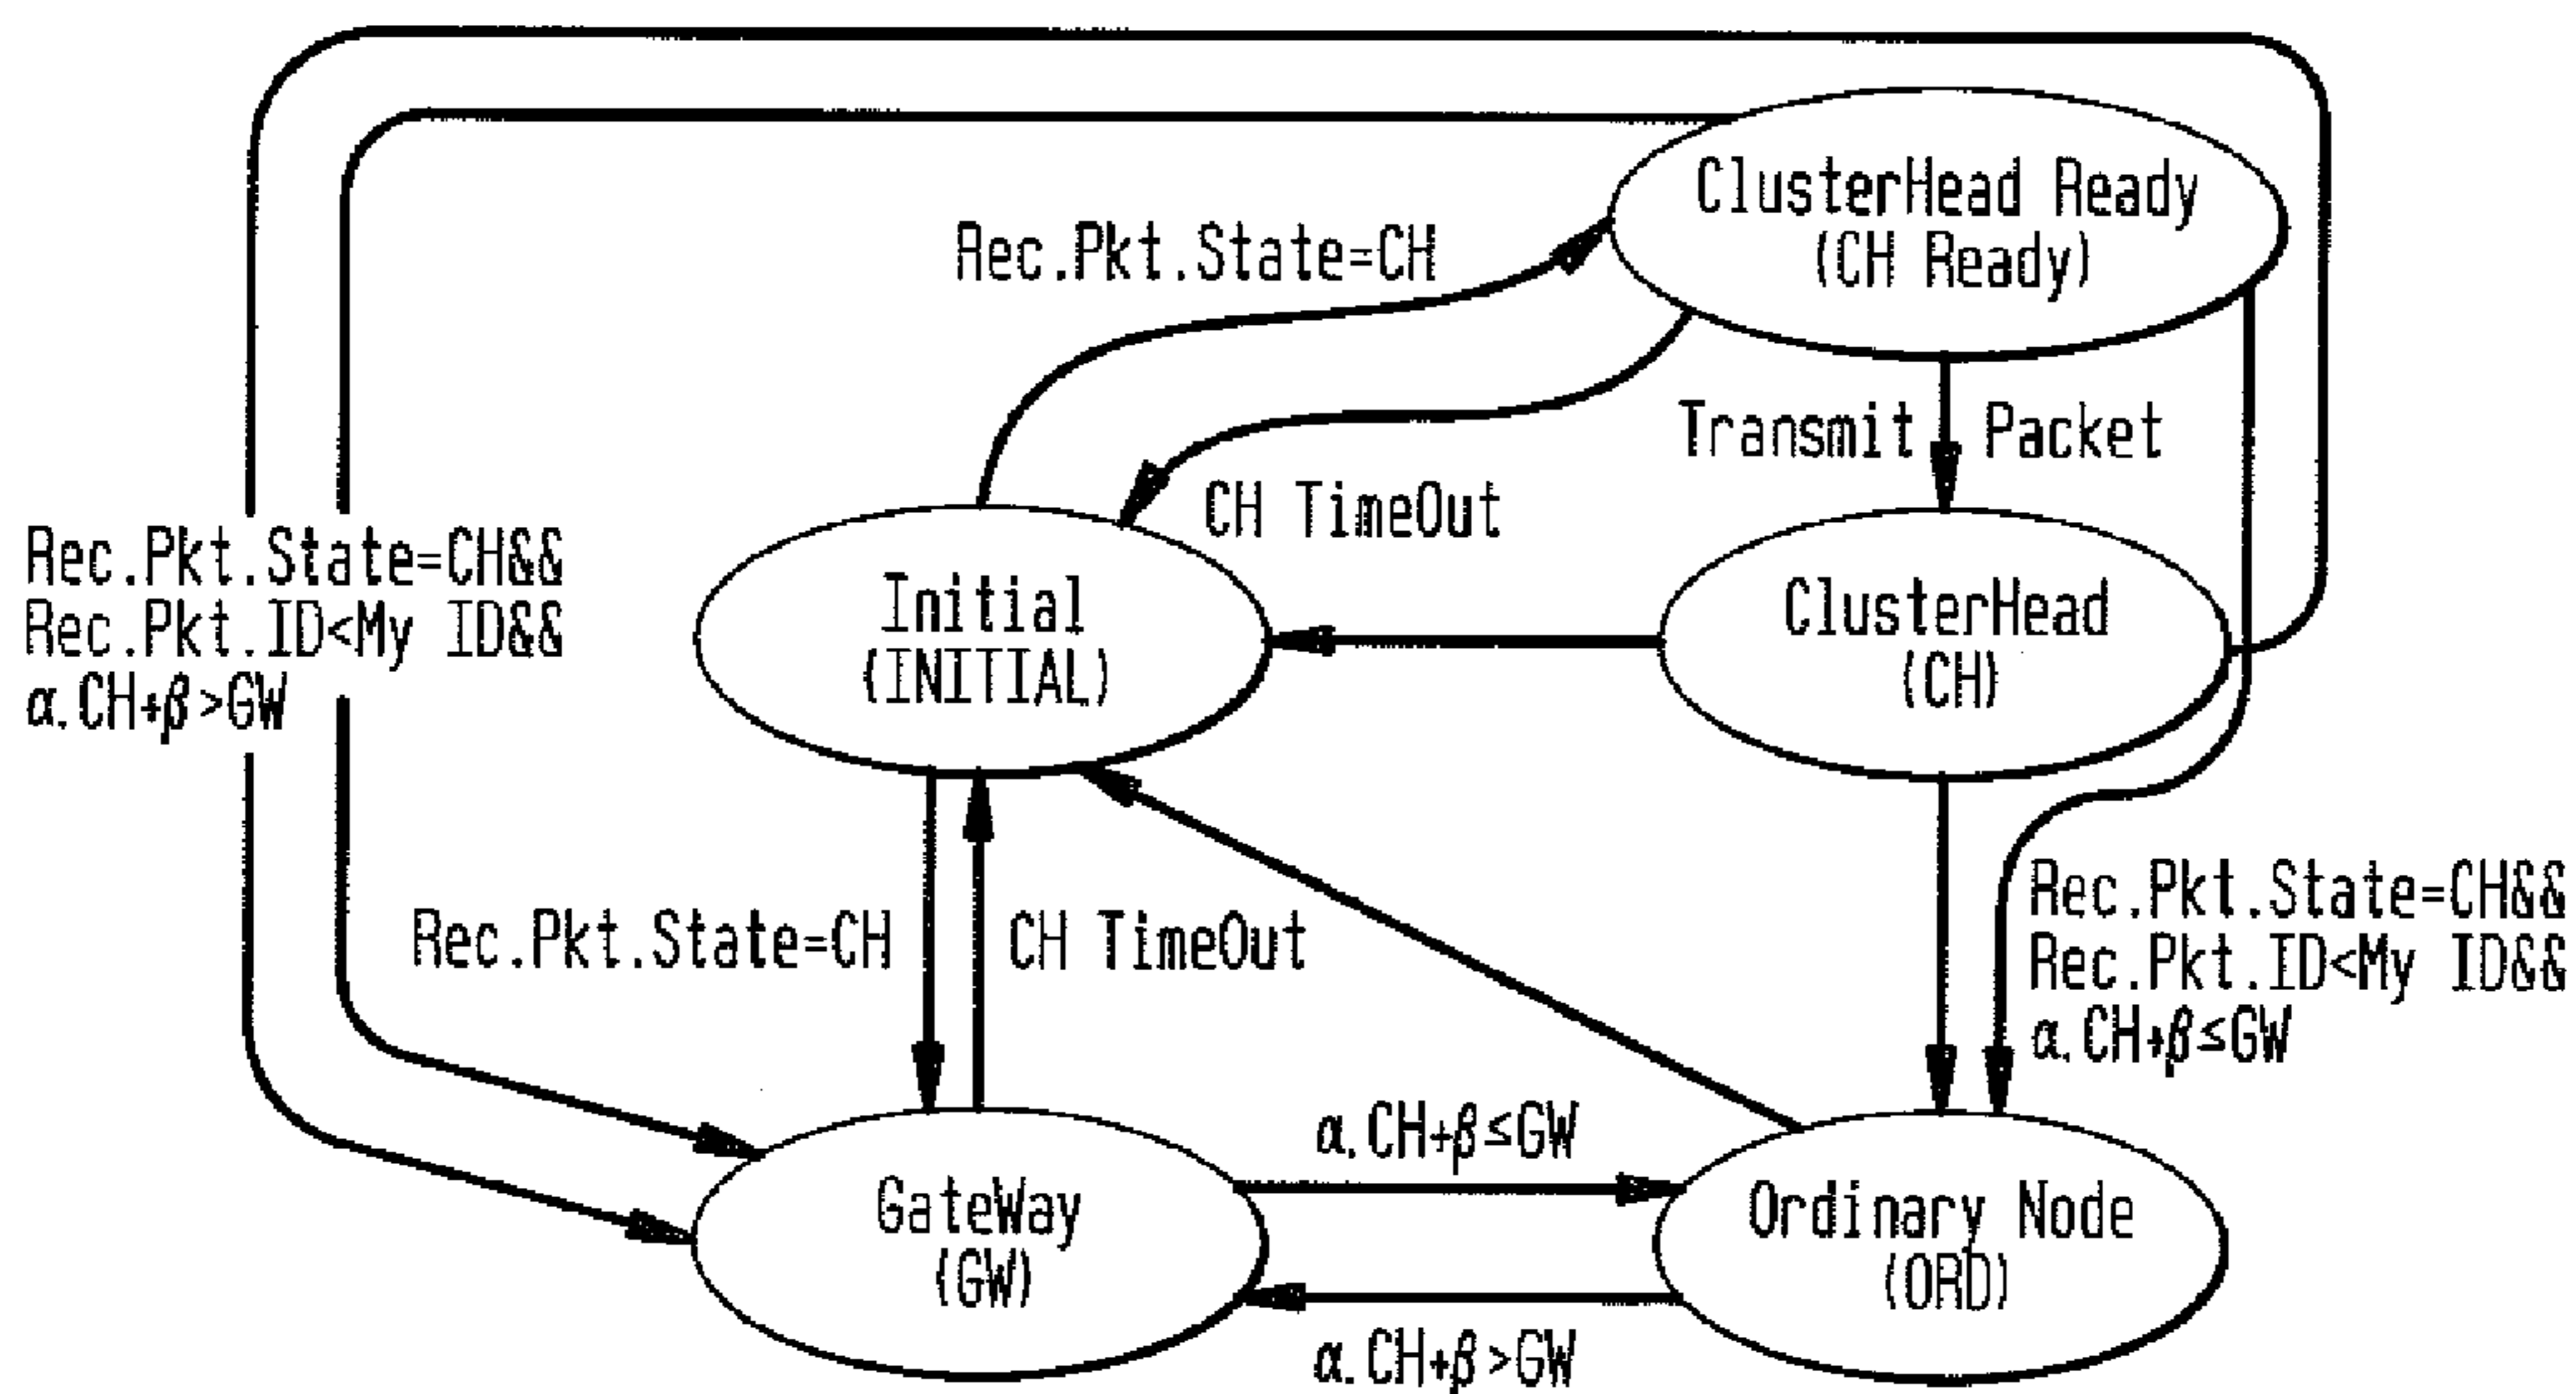 ClusterHead Ready
(CH Ready)
Rec.Pkt.State=CH
Transmit Packet
CH TimeOut
Rec.Pkt.State=CH&&
Rec.Pkt.ID<My ID&&
α.CH+β>GW
Initial
(INITIAL)
ClusterHead
(CH)
Rec.Pkt.State=CH
CH TimeOut
Rec.Pkt.State=CH&&
Rec.Pkt.ID<My ID&&
α.CH+β≤GW
α.CH+β≤GW
GateWay
(GW)
Ordinary Node
(ORD)
α.CH+β>GW